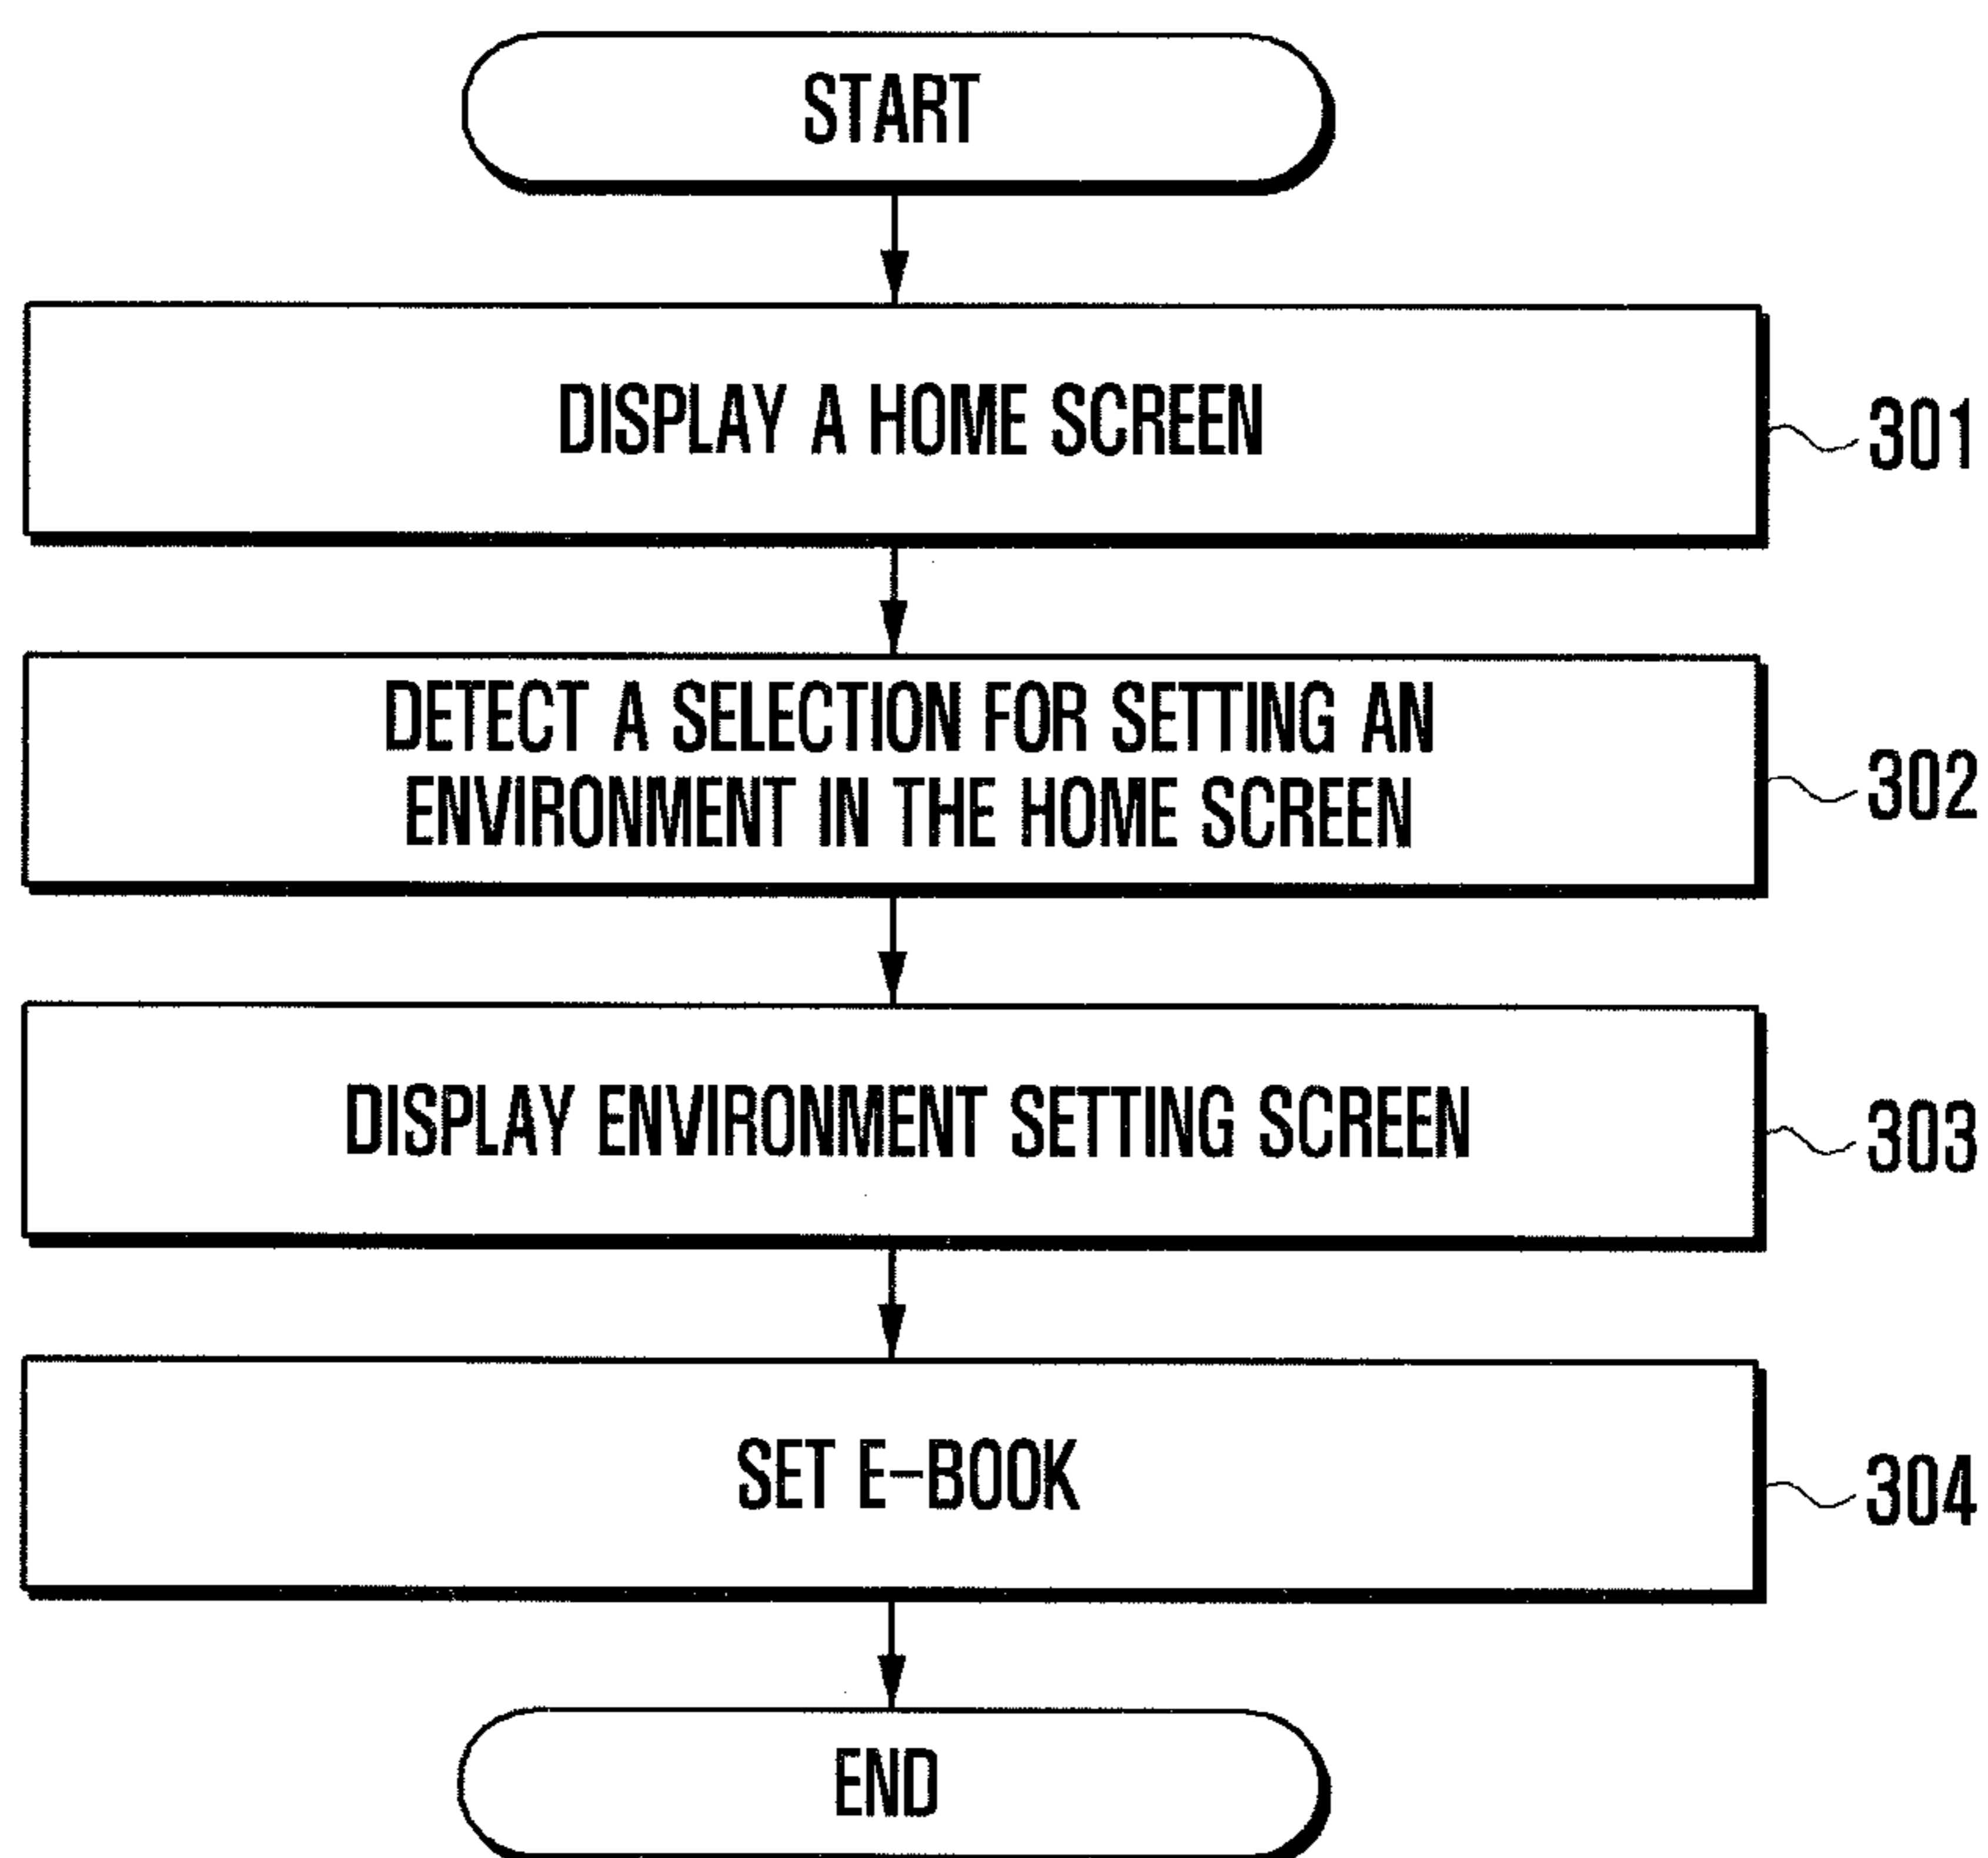 START
DISPLAY A HOME SCREEN
301
DETECT A SELECTION FOR SETTING AN
ENVIRONMENT IN THE HOME SCREEN
302
DISPLAY ENVIRONMENT SETTING SCREEN
303
SET E-BOOK
304
END